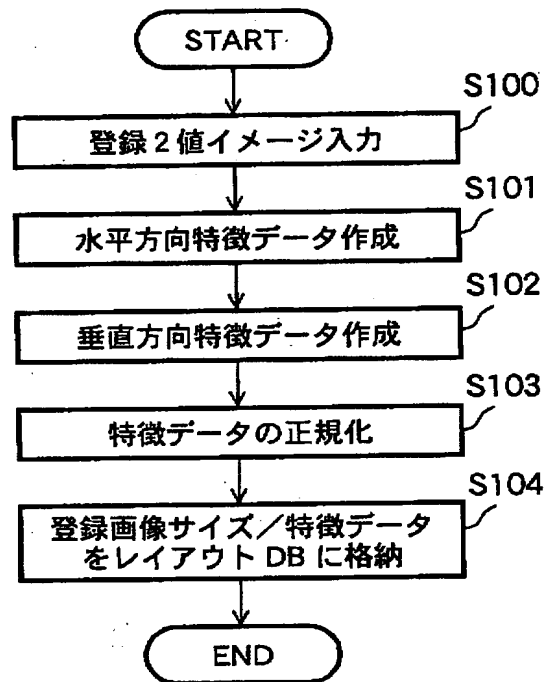 START
S100
登録２値イメージ入力
S101
水平方向特徴データ作成
S102
垂直方向特徴データ作成
S103
特徴データの正規化
S104
登録画像サイズ／特徴データ
をレイアウト DB に格納
END